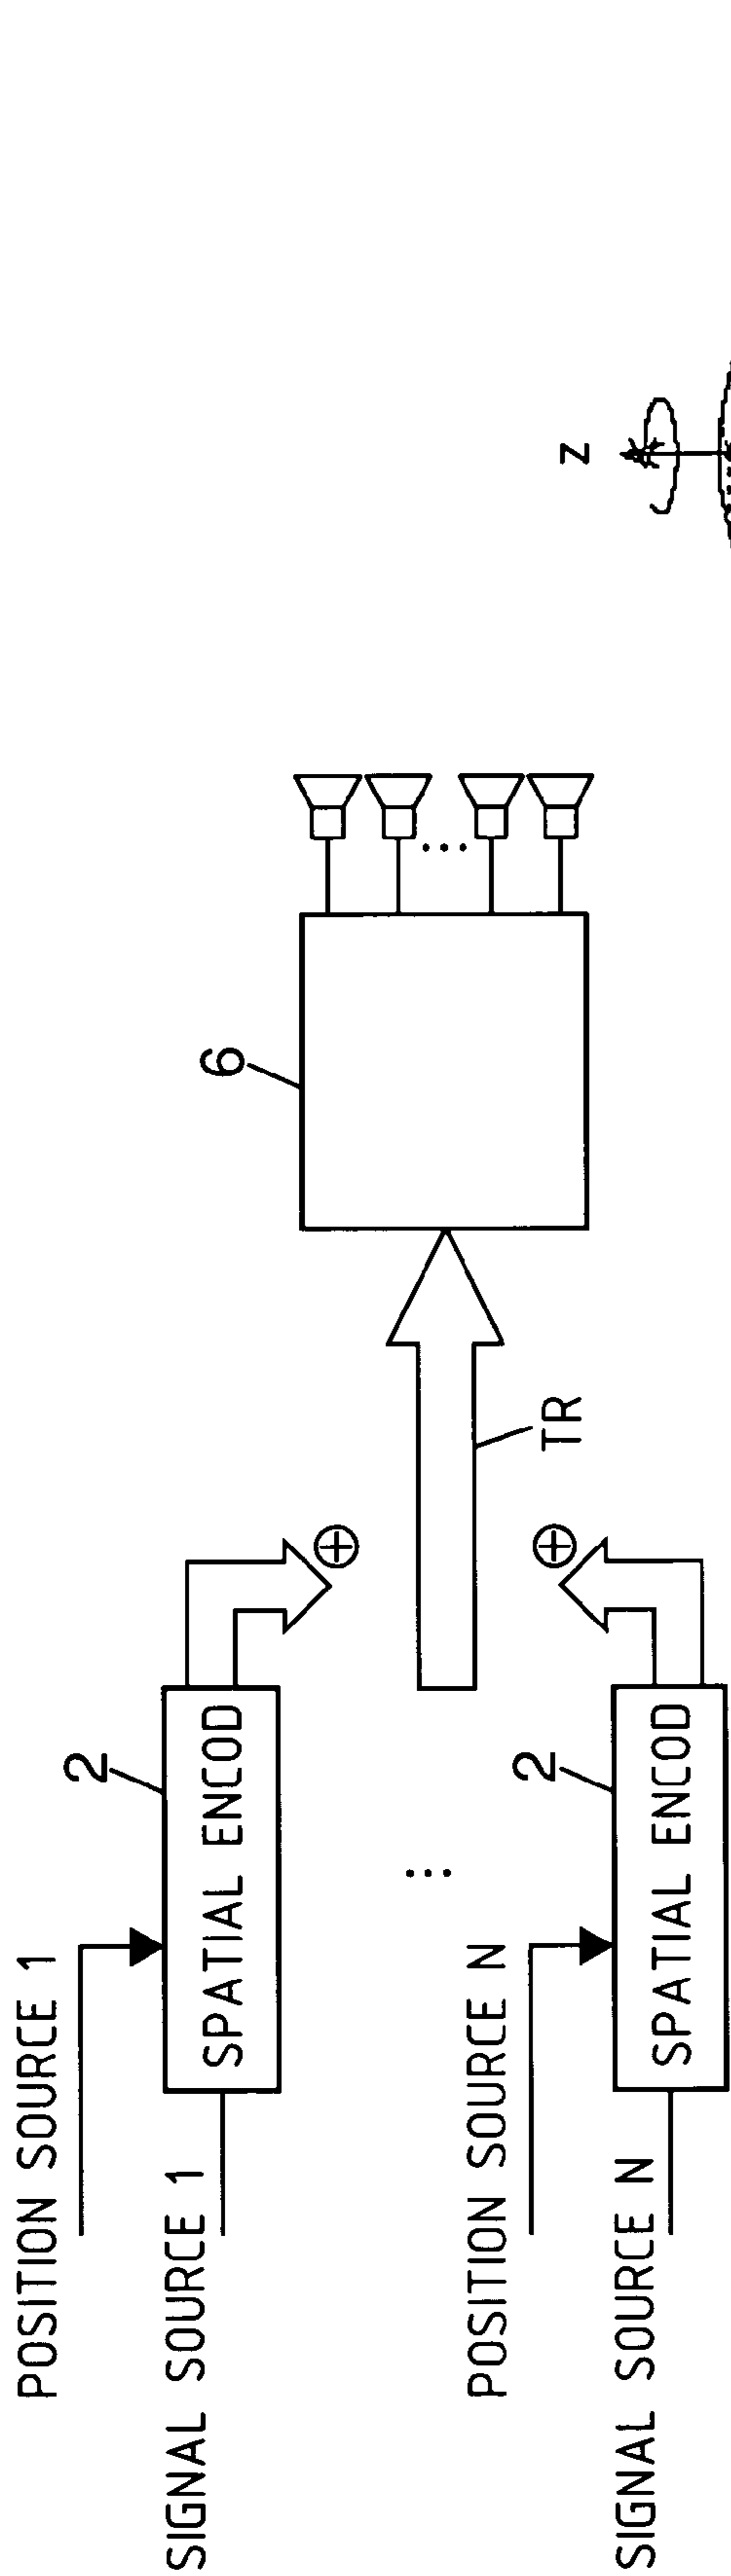 POSITION SOURCE 1
SIGNAL SOURCE 1
2
SPATIAL ENCOD
6
TR
...
...
POSITION SOURCE N
SIGNAL SOURCE N
2
SPATIAL ENCOD
Z